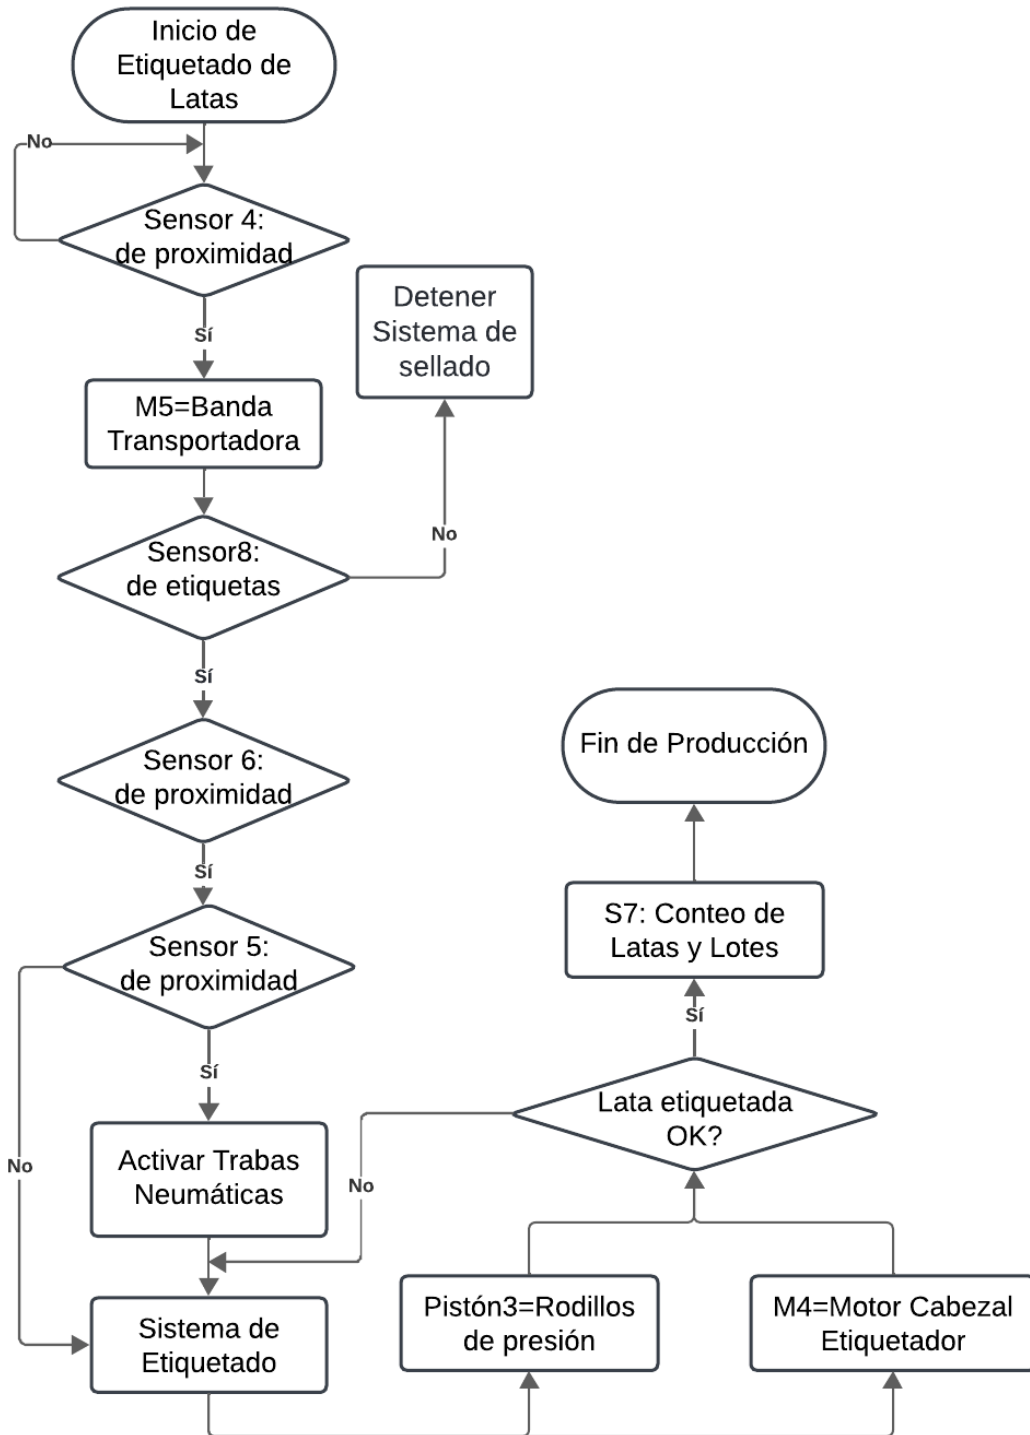 Inicio de
Etiquetado de
Latas
No
Sensor 4:
de proximidad
Sí
Detener
Sistema de
sellado
M5=Banda
Transportadora
No
Sensor8:
de etiquetas
Sí
Sensor 6:
de proximidad
Sí
Sensor 5:
de proximidad
Sí
No
Activar Trabas
Neumáticas
Sistema de
Etiquetado
Fin de Producción
S7: Conteo de
Latas y Lotes
Sí
Lata etiquetada
OK?
No
Pistón3=Rodillos
de presión
M4=Motor Cabezal
Etiquetador